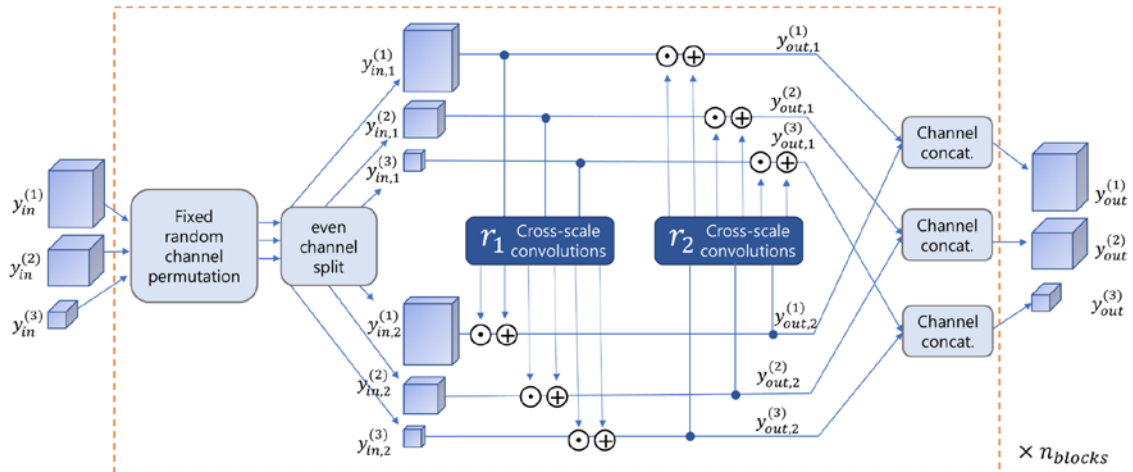 y_{in}^{(1)}
y_{in}^{(2)}
y_{in}^{(3)}
Fixed
random
channel
permutation
even
channel
split
y_{in,1}^{(1)}
y_{in,1}^{(2)}
y_{in,1}^{(3)}
y_{in,2}^{(1)}
y_{in,2}^{(2)}
y_{in,2}^{(3)}
r_1 Cross-scale
convolutions
r_2 Cross-scale
convolutions
y_{out,1}^{(1)}
y_{out,1}^{(2)}
y_{out,1}^{(3)}
y_{out,2}^{(1)}
y_{out,2}^{(2)}
y_{out,2}^{(3)}
Channel
concat.
Channel
concat.
Channel
concat.
y_{out}^{(1)}
y_{out}^{(2)}
y_{out}^{(3)}
× n_{blocks}